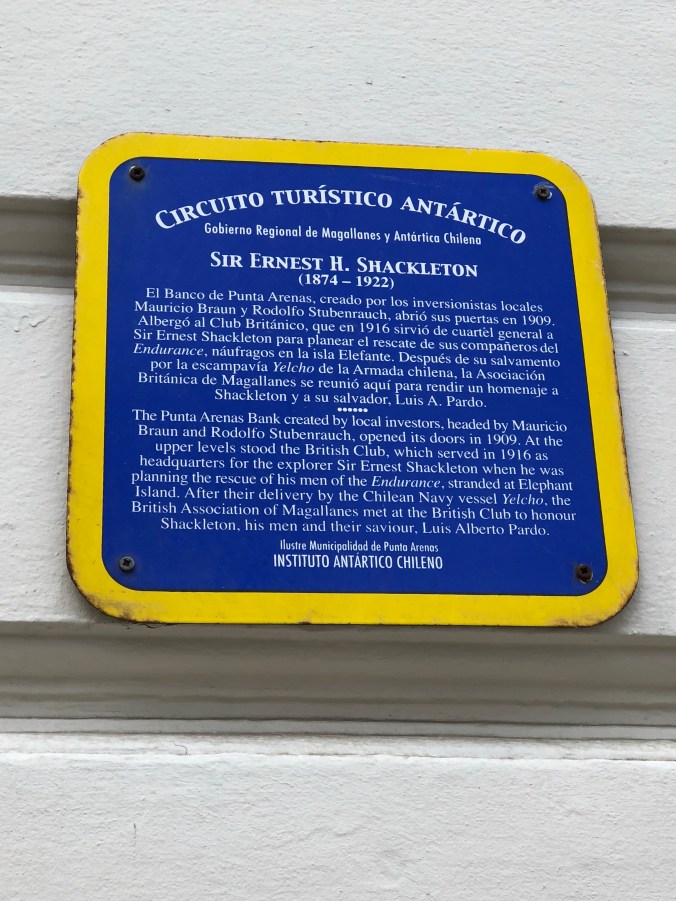 CIRCUITO TURÍSTICO ANTÁRTICO
Gobierno Regional de Magallanes y Antártica Chilena
SIR ERNEST H. SHACKLETON
(1874 – 1922)
El Banco de Punta Arenas, creado por los inversionistas locales
Mauricio Braun y Rodolfo Stubenrauch, abrió sus puertas en 1909.
Albergó al Club Británico, que en 1916 sirvió de cuartel general a
Sir Ernest Shackleton para planear el rescate de sus compañeros del
Endurance, náufragos en la isla Elefante. Después de su salvamento
por la escampavía Yelcho de la Armada chilena, la Asociación
Británica de Magallanes se reunió aquí para rendir un homenaje a
Shackleton y a su salvador, Luis A. Pardo.
••••••
The Punta Arenas Bank created by local investors, headed by Mauricio
Braun and Rodolfo Stubenrauch, opened its doors in 1909. At the
upper levels stood the British Club, which served in 1916 as
headquarters for the explorer Sir Ernest Shackleton when he was
planning the rescue of his men of the Endurance, stranded at Elephant
Island. After their delivery by the Chilean Navy vessel Yelcho, the
British Association of Magallanes met at the British Club to honour
Shackleton, his men and their saviour, Luis Alberto Pardo.
Ilustre Municipalidad de Punta Arenas
INSTITUTO ANTÁRTICO CHILENO